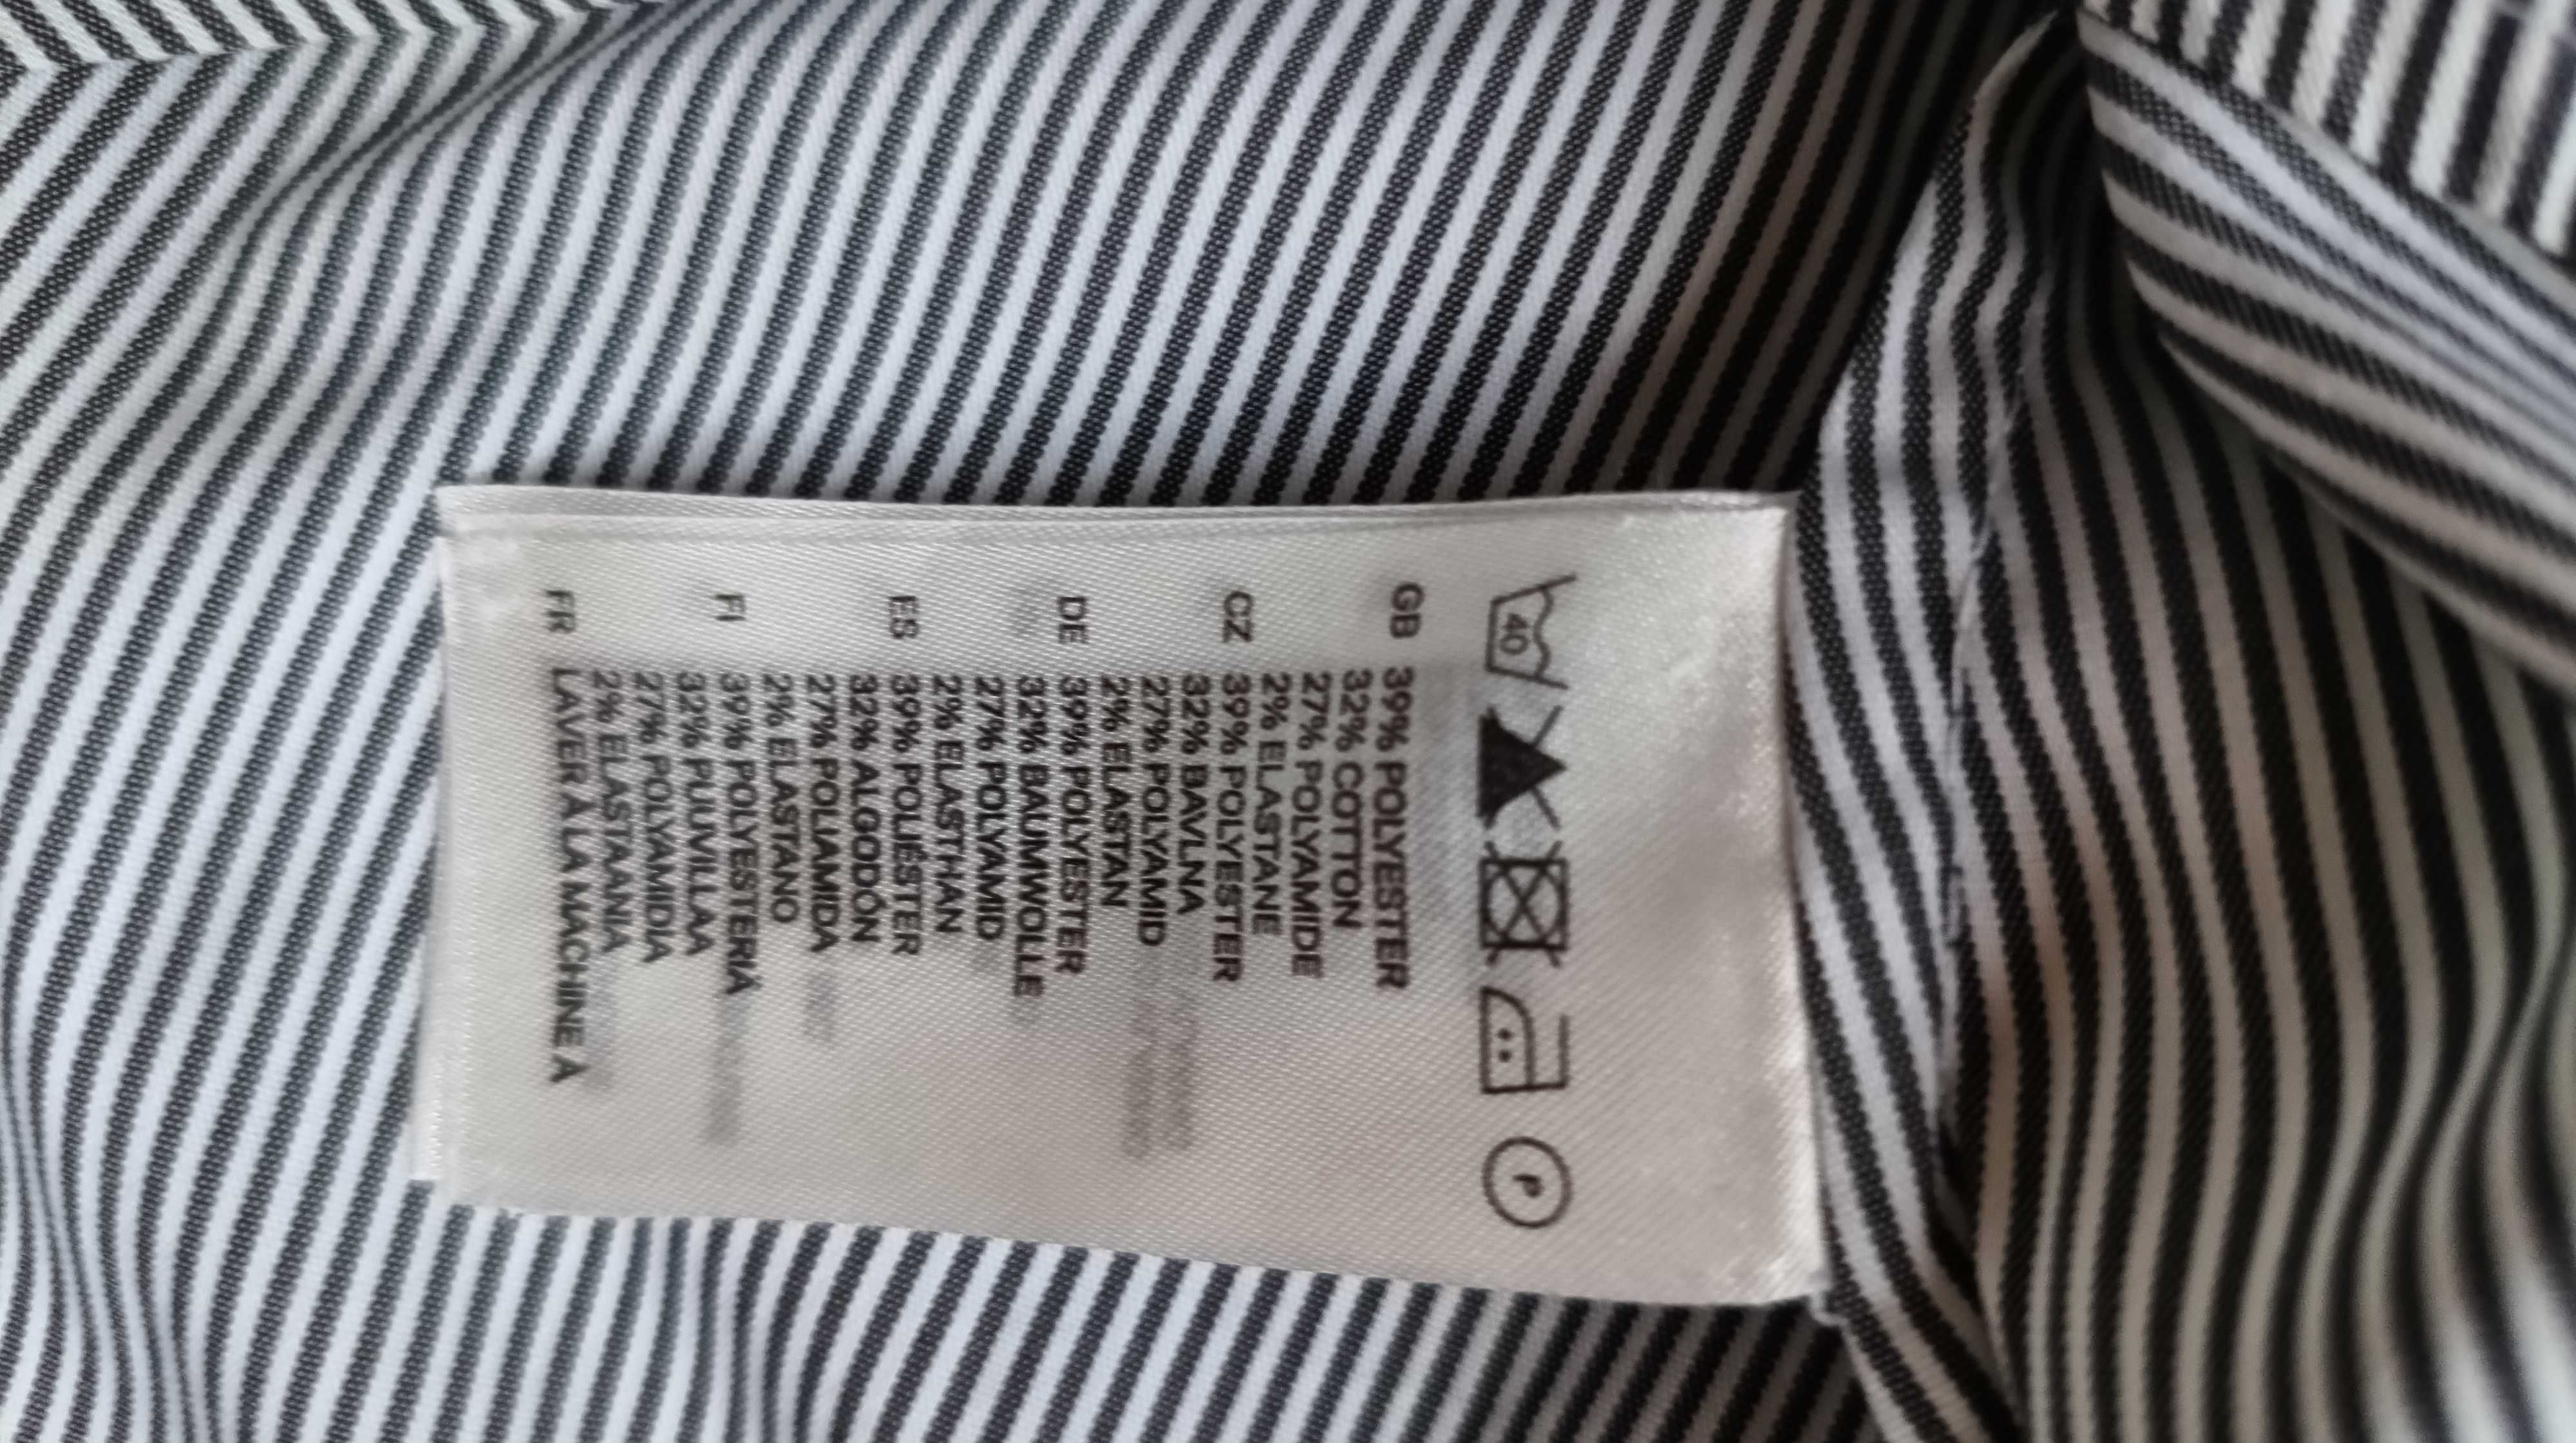 40
P
GB 39% POLYESTER
32% COTTON
27% POLYAMIDE
2% ELASTANE
CZ 39% POLYESTER
32% BAVLNA
27% POLYAMID
2% ELASTAN
DE 39% POLYESTER
32% BAUMWOLLE
27% POLYAMID
2% ELASTHAN
ES 39% POLIÉSTER
32% ALGODÓN
27% POLIAMIDA
2% ELASTANO
FI 39% POLYESTERIÄ
32% PUUVILLAA
27% POLYAMIDIA
2% ELASTAANIA
FR LAVER À LA MACHINE À